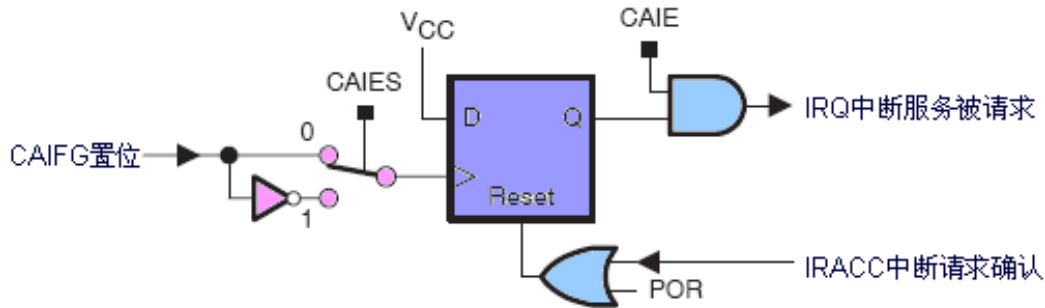 CAIE
VCC
CAIES
D
Q
IRQ中断服务被请求
0
CAIFG置位
1
Reset
IRACC中断请求确认
POR